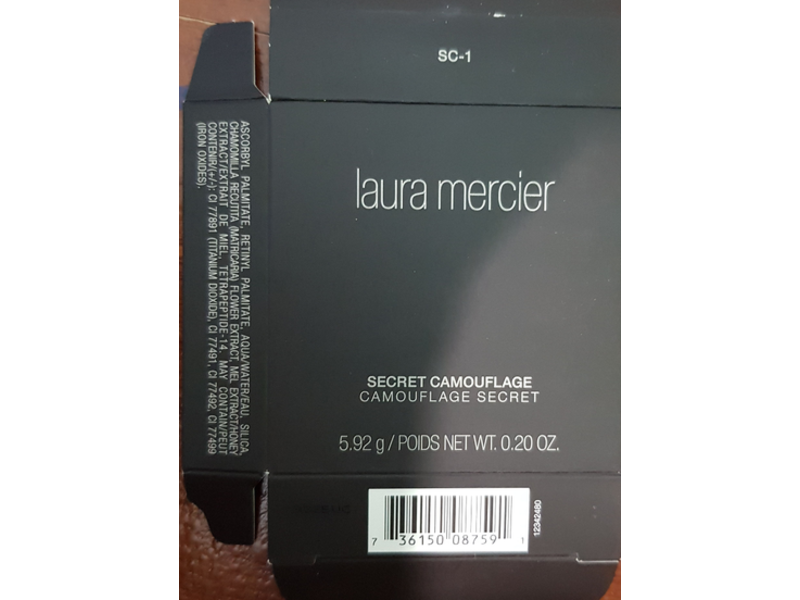 SC-1
laura mercier
SECRET CAMOUFLAGE
CAMOUFLAGE SECRET
5.92 g / POIDS NET WT. 0.20 OZ.
7 36150 08759 1
12342480
ASCORBYL PALMITATE, RETINYL PALMITATE, AQUA/WATER/EAU, SILICA,
CHAMOMILLA RECUTITA (MATRICARIA) FLOWER EXTRACT, MEL EXTRACT/HONEY
EXTRACT/EXTRAIT DE MIEL, TETRAPEPTIDE-14. MAY CONTAIN/PEUT
CONTENIR(+/-): CI 77891 (TITANIUM DIOXIDE), CI 77491, CI 77492, CI 77499
(IRON OXIDES).